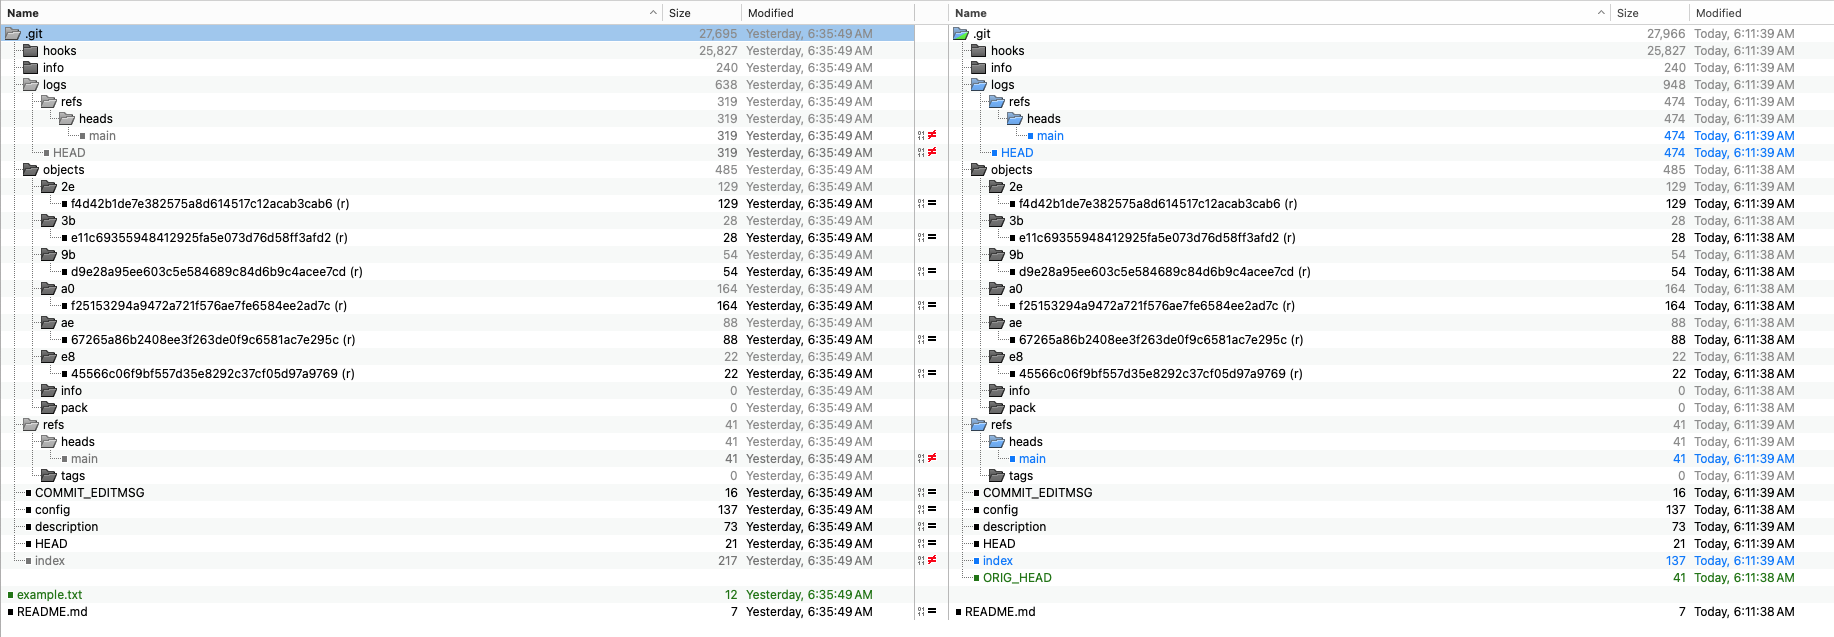 Name Size Modified Name Size Modified
.git 27,695 Yesterday, 6:35:49 AM .git 27,966 Today, 6:11:39 AM
hooks 25,827 Yesterday, 6:35:49 AM hooks 25,827 Today, 6:11:39 AM
info 240 Yesterday, 6:35:49 AM info 240 Today, 6:11:39 AM
logs 638 Yesterday, 6:35:49 AM logs 948 Today, 6:11:39 AM
refs 319 Yesterday, 6:35:49 AM refs 474 Today, 6:11:39 AM
heads 319 Yesterday, 6:35:49 AM heads 474 Today, 6:11:39 AM
main 319 Yesterday, 6:35:49 AM ≠ main 474 Today, 6:11:39 AM
HEAD 319 Yesterday, 6:35:49 AM ≠ HEAD 474 Today, 6:11:39 AM
objects 485 Yesterday, 6:35:49 AM objects 485 Today, 6:11:38 AM
2e 129 Yesterday, 6:35:49 AM 2e 129 Today, 6:11:39 AM
f4d42b1de7e382575a8d614517c12acab3cab6 (r) 129 Yesterday, 6:35:49 AM = f4d42b1de7e382575a8d614517c12acab3cab6 (r) 129 Today, 6:11:39 AM
3b 28 Yesterday, 6:35:49 AM 3b 28 Today, 6:11:38 AM
e11c69355948412925fa5e073d76d58ff3afd2 (r) 28 Yesterday, 6:35:49 AM = e11c69355948412925fa5e073d76d58ff3afd2 (r) 28 Today, 6:11:38 AM
9b 54 Yesterday, 6:35:49 AM 9b 54 Today, 6:11:38 AM
d9e28a95ee603c5e584689c84d6b9c4acee7cd (r) 54 Yesterday, 6:35:49 AM = d9e28a95ee603c5e584689c84d6b9c4acee7cd (r) 54 Today, 6:11:38 AM
a0 164 Yesterday, 6:35:49 AM a0 164 Today, 6:11:38 AM
f25153294a9472a721f576ae7fe6584ee2ad7c (r) 164 Yesterday, 6:35:49 AM = f25153294a9472a721f576ae7fe6584ee2ad7c (r) 164 Today, 6:11:38 AM
ae 88 Yesterday, 6:35:49 AM ae 88 Today, 6:11:38 AM
67265a86b2408ee3f263de0f9c6581ac7e295c (r) 88 Yesterday, 6:35:49 AM = 67265a86b2408ee3f263de0f9c6581ac7e295c (r) 88 Today, 6:11:38 AM
e8 22 Yesterday, 6:35:49 AM e8 22 Today, 6:11:38 AM
45566c06f9bf557d35e8292c37cf05d97a9769 (r) 22 Yesterday, 6:35:49 AM = 45566c06f9bf557d35e8292c37cf05d97a9769 (r) 22 Today, 6:11:38 AM
info 0 Yesterday, 6:35:49 AM info 0 Today, 6:11:38 AM
pack 0 Yesterday, 6:35:49 AM pack 0 Today, 6:11:38 AM
refs 41 Yesterday, 6:35:49 AM refs 41 Today, 6:11:39 AM
heads 41 Yesterday, 6:35:49 AM heads 41 Today, 6:11:39 AM
main 41 Yesterday, 6:35:49 AM ≠ main 41 Today, 6:11:39 AM
tags 0 Yesterday, 6:35:49 AM tags 0 Today, 6:11:39 AM
COMMIT_EDITMSG 16 Yesterday, 6:35:49 AM = COMMIT_EDITMSG 16 Today, 6:11:39 AM
config 137 Yesterday, 6:35:49 AM = config 137 Today, 6:11:38 AM
description 73 Yesterday, 6:35:49 AM = description 73 Today, 6:11:39 AM
HEAD 21 Yesterday, 6:35:49 AM = HEAD 21 Today, 6:11:39 AM
index 217 Yesterday, 6:35:49 AM ≠ index 137 Today, 6:11:39 AM
ORIG_HEAD 41 Today, 6:11:38 AM
example.txt 12 Yesterday, 6:35:49 AM
README.md 7 Yesterday, 6:35:49 AM = README.md 7 Today, 6:11:38 AM